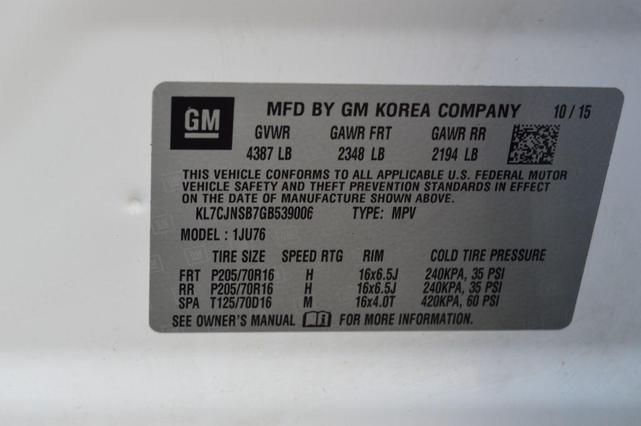 GM MFD BY GM KOREA COMPANY 10/15
GVWR GAWR FRT GAWR RR
4387 LB 2348 LB 2194 LB
THIS VEHICLE CONFORMS TO ALL APPLICABLE U.S. FEDERAL MOTOR
VEHICLE SAFETY AND THEFT PREVENTION STANDARDS IN EFFECT
ON THE DATE OF MANUFACTURE SHOWN ABOVE.
KL7CJNSB7GB539006 TYPE: MPV
MODEL: 1JU76
TIRE SIZE SPEED RTG RIM COLD TIRE PRESSURE
FRT P205/70R16 H 16x6.5J 240KPA, 35 PSI
RR P205/70R16 H 16x6.5J 240KPA, 35 PSI
SPA T125/70D16 M 16x4.0T 420KPA, 60 PSI
SEE OWNER'S MANUAL FOR MORE INFORMATION.